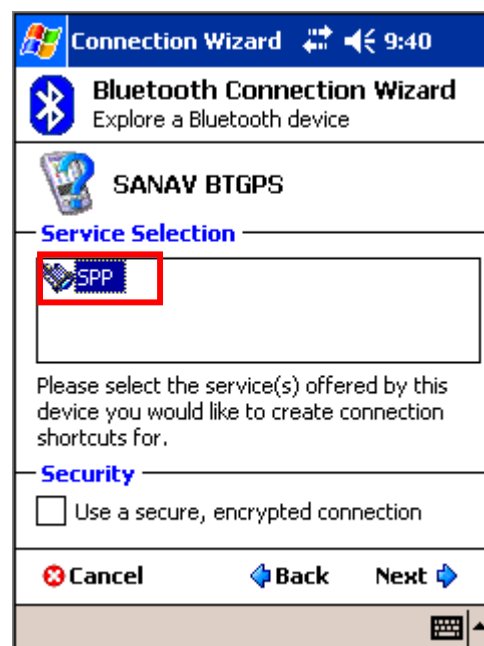 Connection Wizard 9:40
Bluetooth Connection Wizard
Explore a Bluetooth device
SANAV BTGPS
Service Selection
SPP
Please select the service(s) offered by this
device you would like to create connection
shortcuts for.
Security
Use a secure, encrypted connection
Cancel Back Next